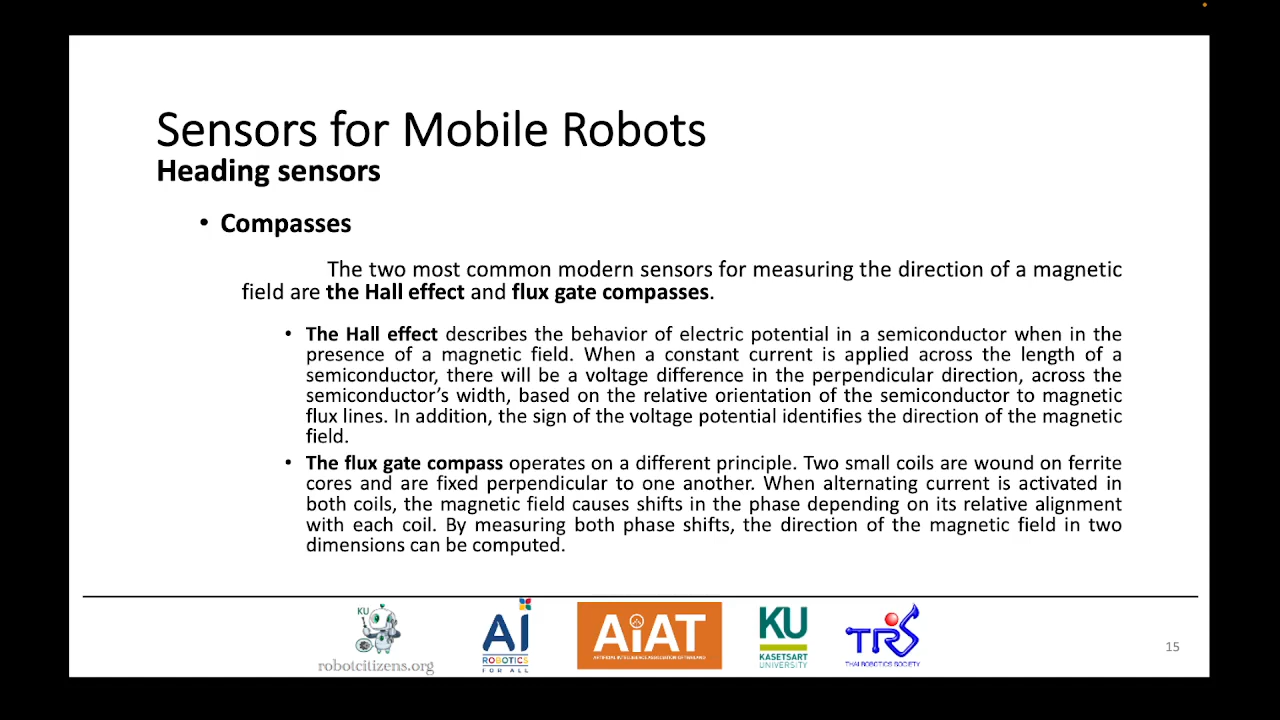 Sensors for Mobile Robots
Heading sensors
• Compasses
The two most common modern sensors for measuring the direction of a magnetic
field are the Hall effect and flux gate compasses.
• The Hall effect describes the behavior of electric potential in a semiconductor when in the
presence of a magnetic field. When a constant current is applied across the length of a
semiconductor, there will be a voltage difference in the perpendicular direction, across the
semiconductor's width, based on the relative orientation of the semiconductor to magnetic
flux lines. In addition, the sign of the voltage potential identifies the direction of the magnetic
field.
• The flux gate compass operates on a different principle. Two small coils are wound on ferrite
cores and are fixed perpendicular to one another. When alternating current is activated in
both coils, the magnetic field causes shifts in the phase depending on its relative alignment
with each coil. By measuring both phase shifts, the direction of the magnetic field in two
dimensions can be computed.
KU
robotcitizens.org
AI
ROBOTICS
FOR ALL
AiAT
ARTIFICIAL INTELLIGENCE ASSOCIATION OF THAILAND
KU
KASETSART
UNIVERSITY
TRS
THAI ROBOTICS SOCIETY
15